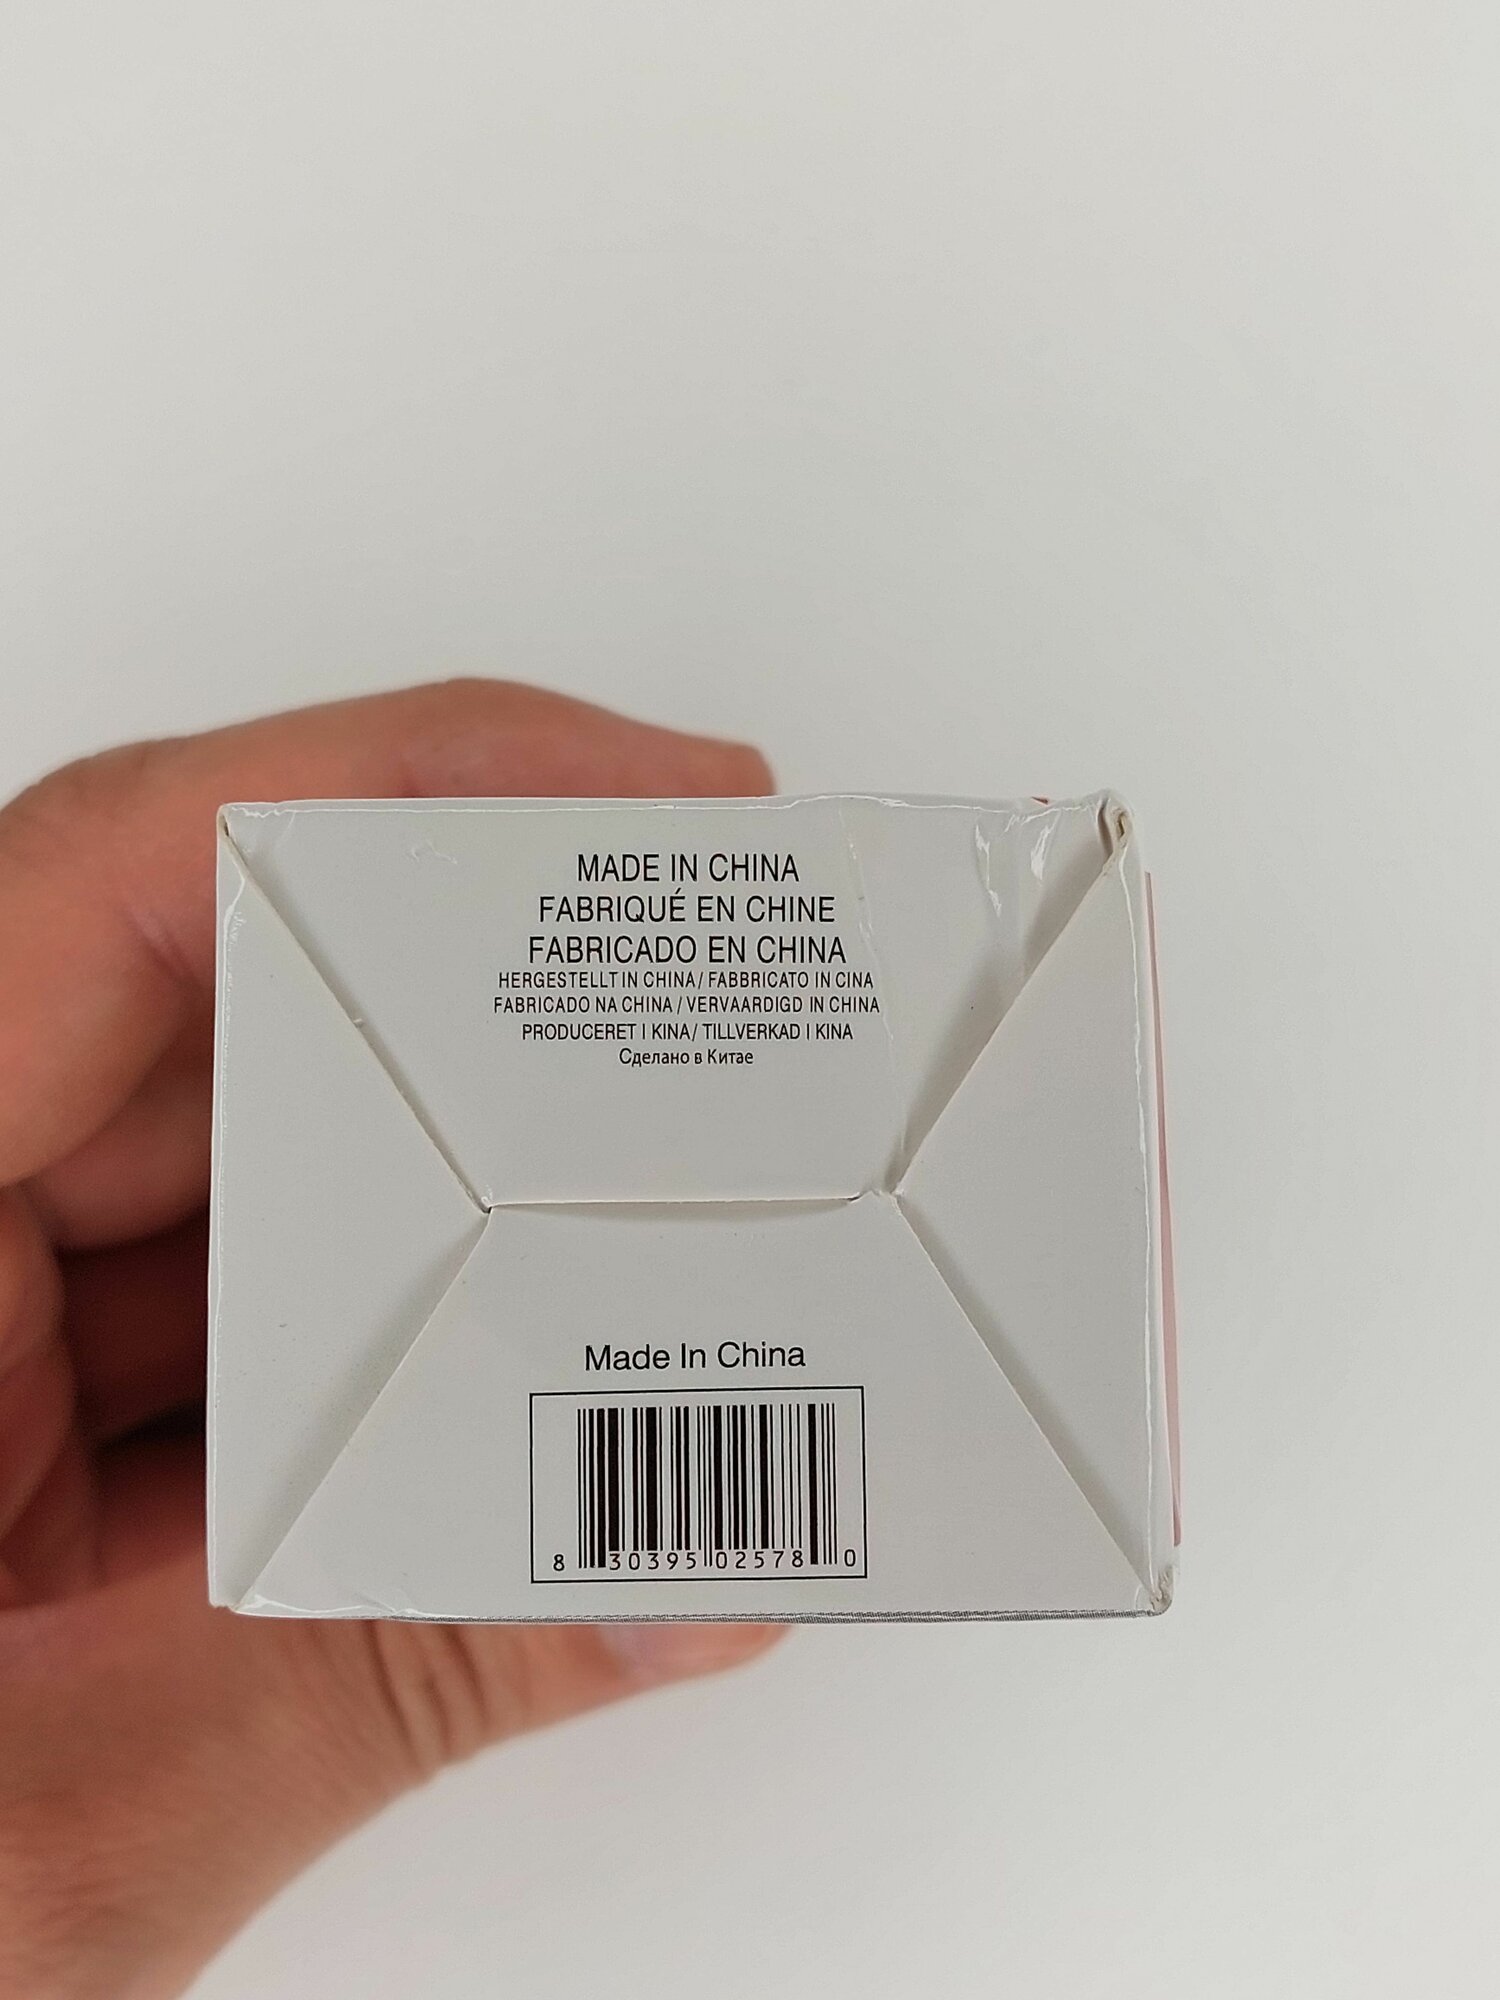 MADE IN CHINA
FABRIQUÉ EN CHINE
FABRICADO EN CHINA
HERGESTELLT IN CHINA / FABBRICATO IN CINA
FABRICADO NA CHINA / VERVAARDIGD IN CHINA
PRODUCERET I KINA / TILLVERKAD I KINA
Сделано в Китае
Made In China
8 30395 02578 0